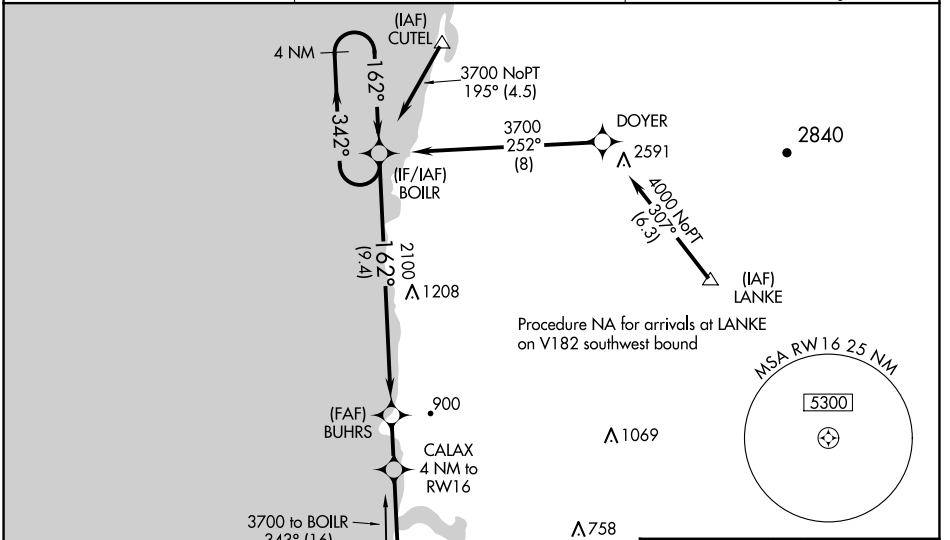 (IAF)
CUTEL
4 NM
162°
342°
3700 NoPT
195° (4.5)
3700
252°
(8)
DOYER
2591
2840
(IF/IAF)
BOILR
4000 NoPT
307°
(6.3)
(IAF)
LANKE
2100
162°
(9.4)
1208
Procedure NA for arrivals at LANKE
on V182 southwest bound
MSA RW16 25 NM
5300
(FAF)
BUHRS
900
1069
CALAX
4 NM to
RW16
3700 to BOILR
343° (16)
758